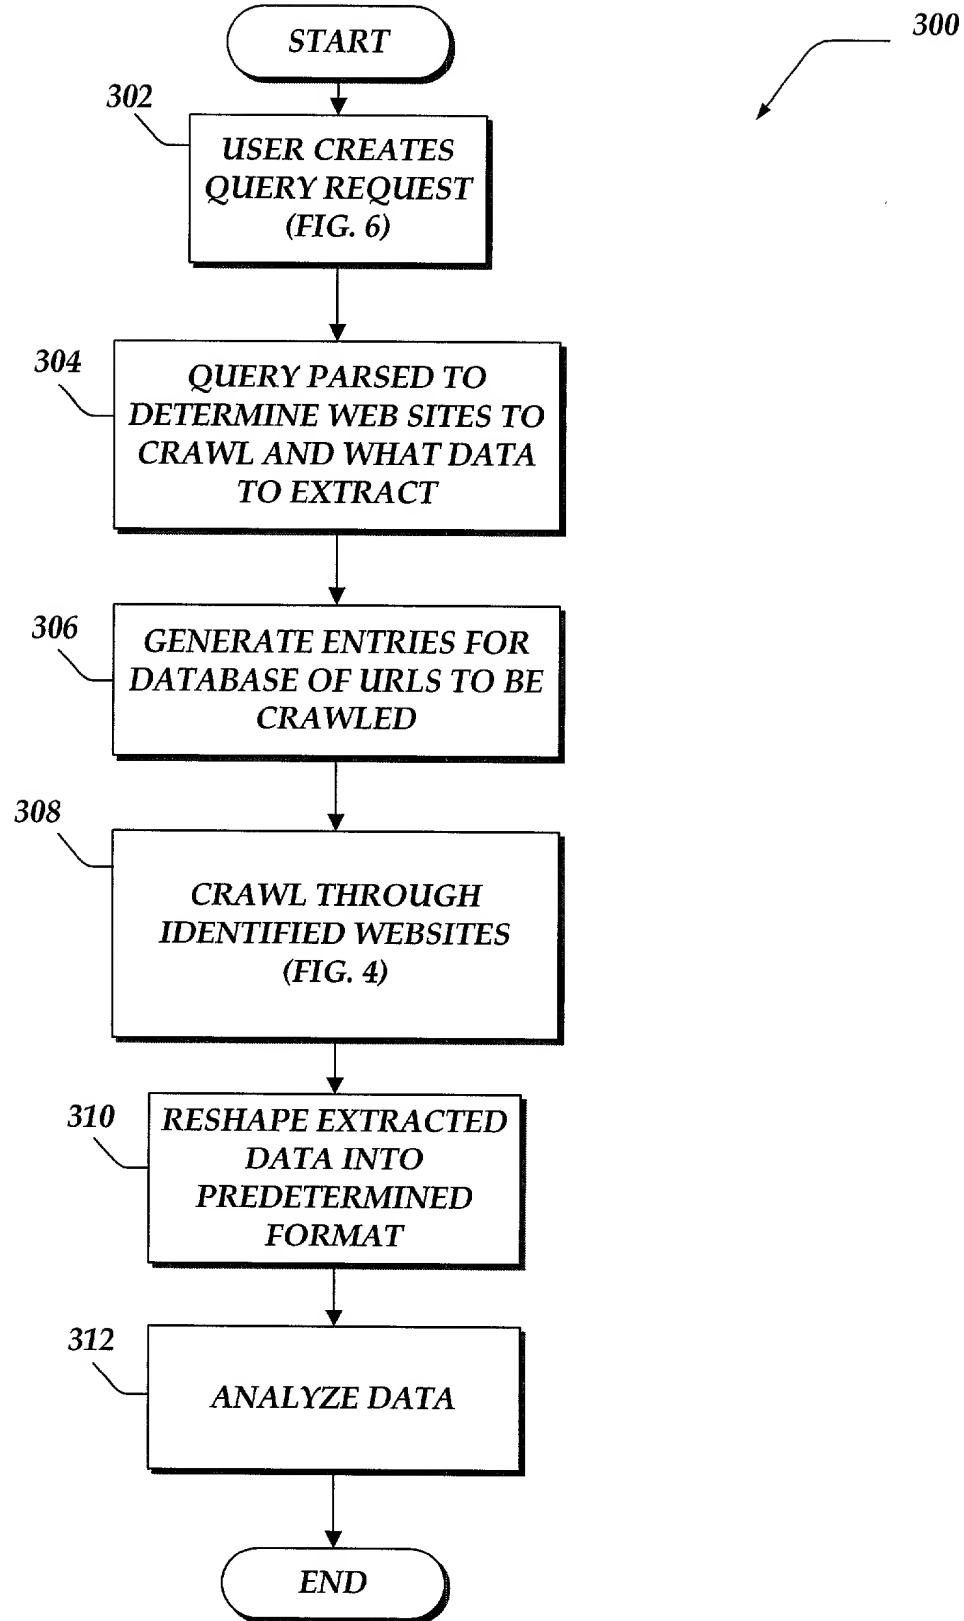 300
START
302
USER CREATES
QUERY REQUEST
(FIG. 6)
304
QUERY PARSED TO
DETERMINE WEB SITES TO
CRAWL AND WHAT DATA
TO EXTRACT
306
GENERATE ENTRIES FOR
DATABASE OF URLS TO BE
CRAWLED
308
CRAWL THROUGH
IDENTIFIED WEBSITES
(FIG. 4)
310
RESHAPE EXTRACTED
DATA INTO
PREDETERMINED
FORMAT
312
ANALYZE DATA
END